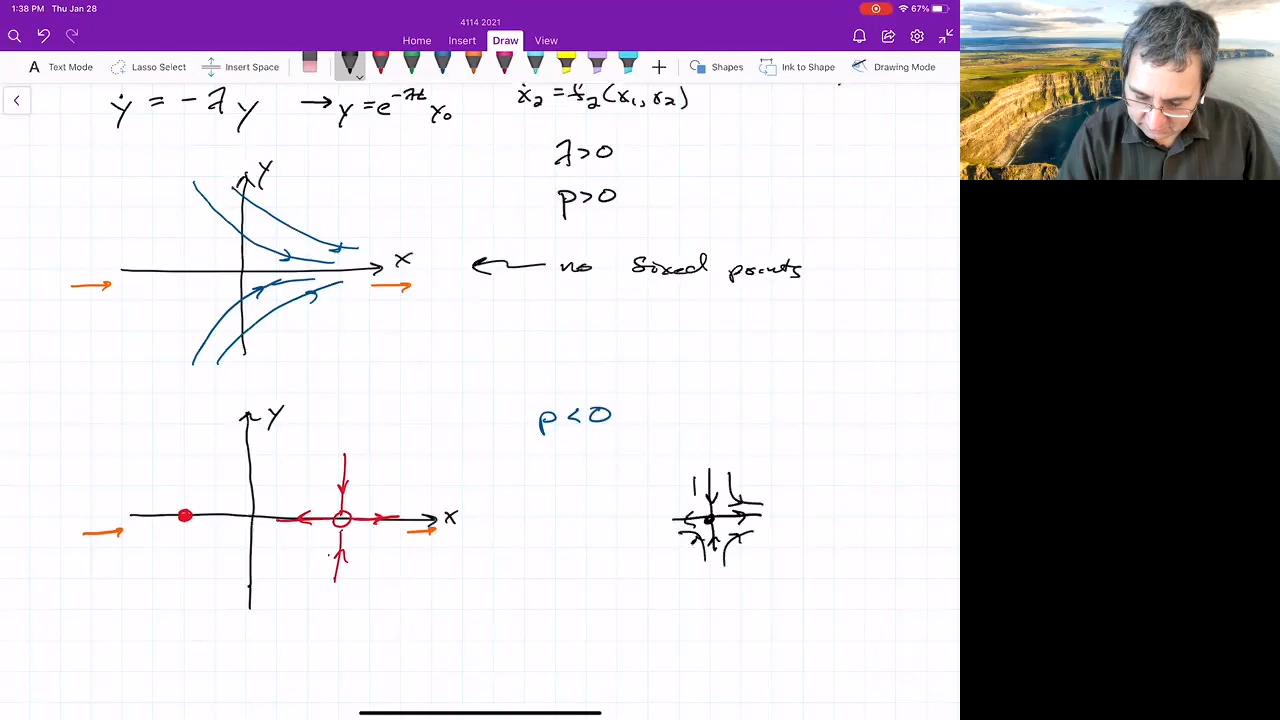 1:38 PM Thu Jan 28
67%
4114 2021
Home Insert Draw View
Text Mode Lasso Select Insert Space Shapes Ink to Shape Drawing Mode
ẏ = -λy → y = e^{-λt} y₀ ẋ₂ = f₂(x₁, x₂)
λ>0
p>0
Y
X
← no fixed points
Y
p<0
X